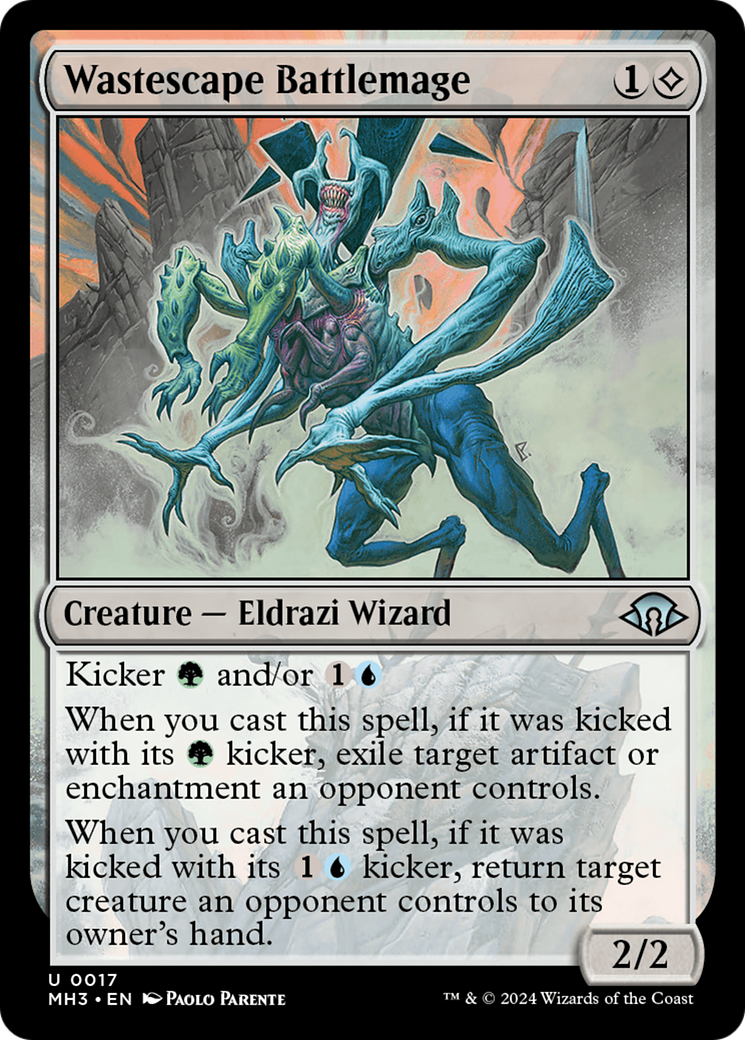 Wastescape Battlemage 1
Creature — Eldrazi Wizard
Kicker and/or 1
When you cast this spell, if it was kicked
with its kicker, exile target artifact or
enchantment an opponent controls.
When you cast this spell, if it was
kicked with its 1 kicker, return target
creature an opponent controls to its
owner's hand.
2/2
U 0017
MH3 • EN Paolo Parente
™ & © 2024 Wizards of the Coast